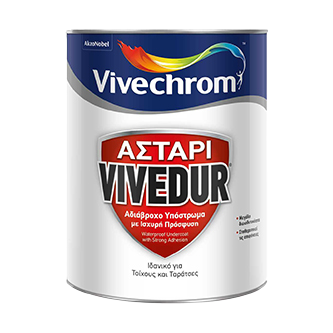 AkzoNobel
Vivechrom
ΑΣΤΑΡΙ
VIVEDUR
Αδιάβροχο Υπόστρωμα
με Ισχυρή Πρόσφυση
Waterproof Undercoat
with Strong Adhesion
Ιδανικό για
Τοίχους και Ταράτσες
• Μεγάλη